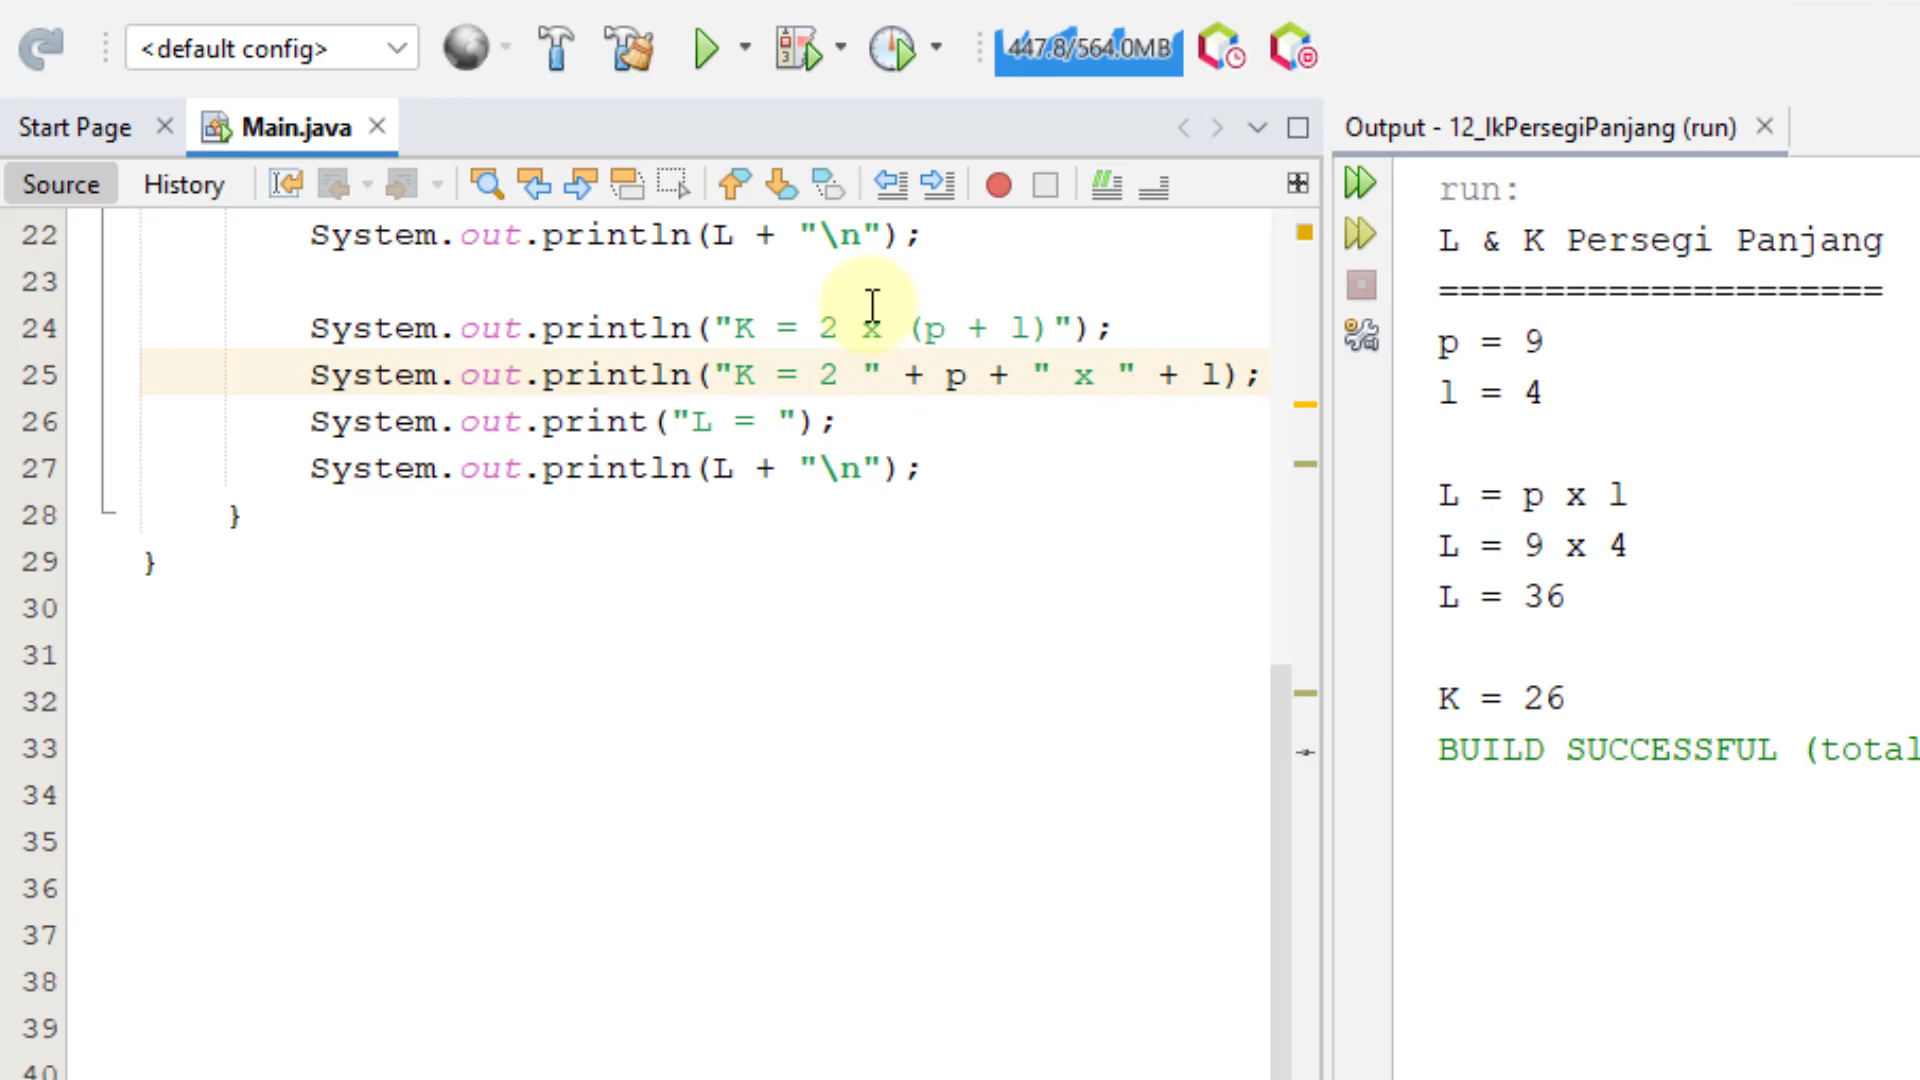 <default config>
447.8/564.0MB
Start Page
Main.java
Output - 12_lkPersegiPanjang (run)
Source
History
22 System.out.println(L + "\n");
23
24 System.out.println("K = 2 x (p + l)");
25 System.out.println("K = 2 " + p + " x " + l);
26 System.out.print("L = ");
27 System.out.println(L + "\n");
28 }
29 }
30
31
32
33
34
35
36
37
38
39
40
run:
L & K Persegi Panjang
=====================
p = 9
l = 4
L = p x l
L = 9 x 4
L = 36
K = 26
BUILD SUCCESSFUL (total